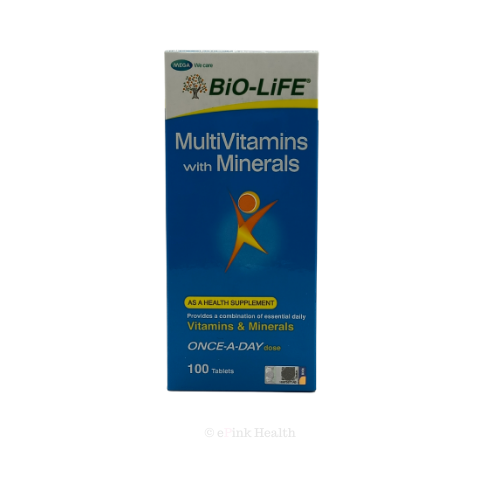 MEGA We care
BiO-LiFE®
MultiVitamins
with Minerals
AS A HEALTH SUPPLEMENT
Provides a combination of essential daily
Vitamins & Minerals
ONCE-A-DAY dose
100 Tablets
© ePink Health